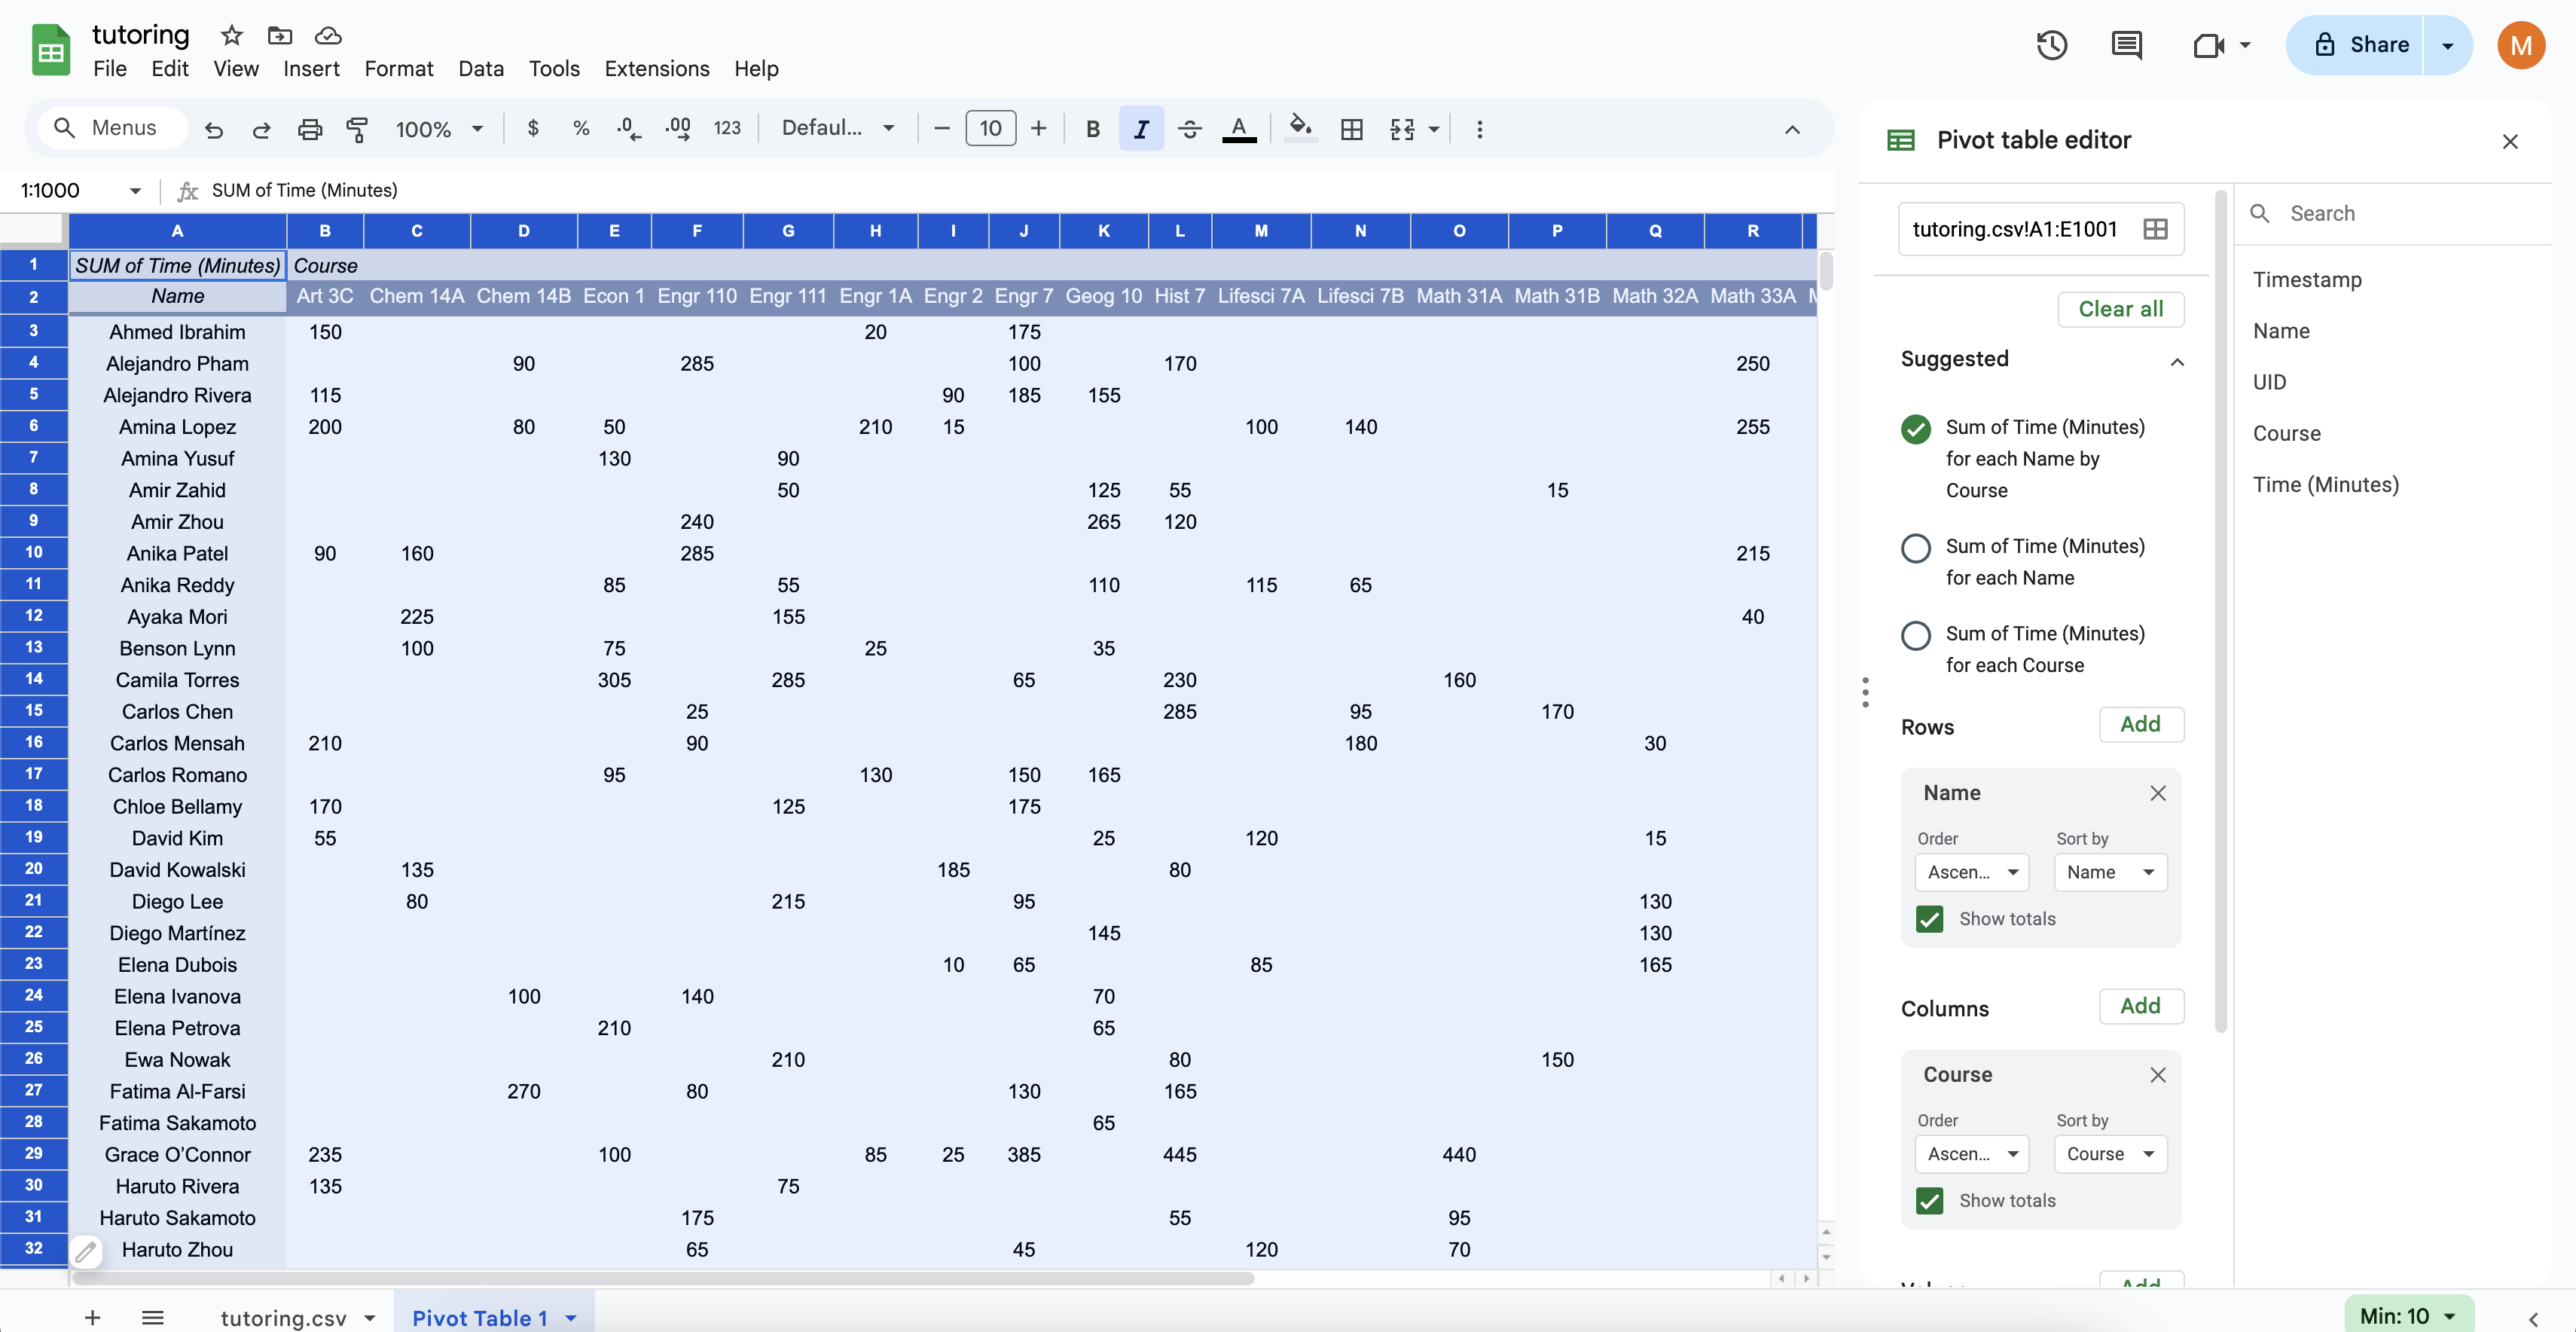 tutoring
File Edit View Insert Format Data Tools Extensions Help
Share
M
Menus 100% $ % .0 .00 123 Defaul... 10 B I A
1:1000 fx SUM of Time (Minutes)
A B C D E F G H I J K L M N O P Q R
1 SUM of Time (Minutes) Course
2 Name Art 3C Chem 14A Chem 14B Econ 1 Engr 110 Engr 111 Engr 1A Engr 2 Engr 7 Geog 10 Hist 7 Lifesci 7A Lifesci 7B Math 31A Math 31B Math 32A Math 33A
3 Ahmed Ibrahim 150 20 175
4 Alejandro Pham 90 285 100 170 250
5 Alejandro Rivera 115 90 185 155
6 Amina Lopez 200 80 50 210 15 100 140 255
7 Amina Yusuf 130 90
8 Amir Zahid 50 125 55 15
9 Amir Zhou 240 265 120
10 Anika Patel 90 160 285 215
11 Anika Reddy 85 55 110 115 65
12 Ayaka Mori 225 155 40
13 Benson Lynn 100 75 25 35
14 Camila Torres 305 285 65 230 160
15 Carlos Chen 25 285 95 170
16 Carlos Mensah 210 90 180 30
17 Carlos Romano 95 130 150 165
18 Chloe Bellamy 170 125 175
19 David Kim 55 25 120 15
20 David Kowalski 135 185 80
21 Diego Lee 80 215 95 130
22 Diego Martínez 145 130
23 Elena Dubois 10 65 85 165
24 Elena Ivanova 100 140 70
25 Elena Petrova 210 65
26 Ewa Nowak 210 80 150
27 Fatima Al-Farsi 270 80 130 165
28 Fatima Sakamoto 65
29 Grace O’Connor 235 100 85 25 385 445 440
30 Haruto Rivera 135 75
31 Haruto Sakamoto 175 55 95
32 Haruto Zhou 65 45 120 70
tutoring.csv Pivot Table 1
Pivot table editor
tutoring.csv!A1:E1001
Clear all
Suggested
Sum of Time (Minutes)
for each Name by
Course
Sum of Time (Minutes)
for each Name
Sum of Time (Minutes)
for each Course
Rows Add
Name
Order Sort by
Ascen... Name
Show totals
Columns Add
Course
Order Sort by
Ascen... Course
Show totals
Add
Search
Timestamp
Name
UID
Course
Time (Minutes)
Min: 10